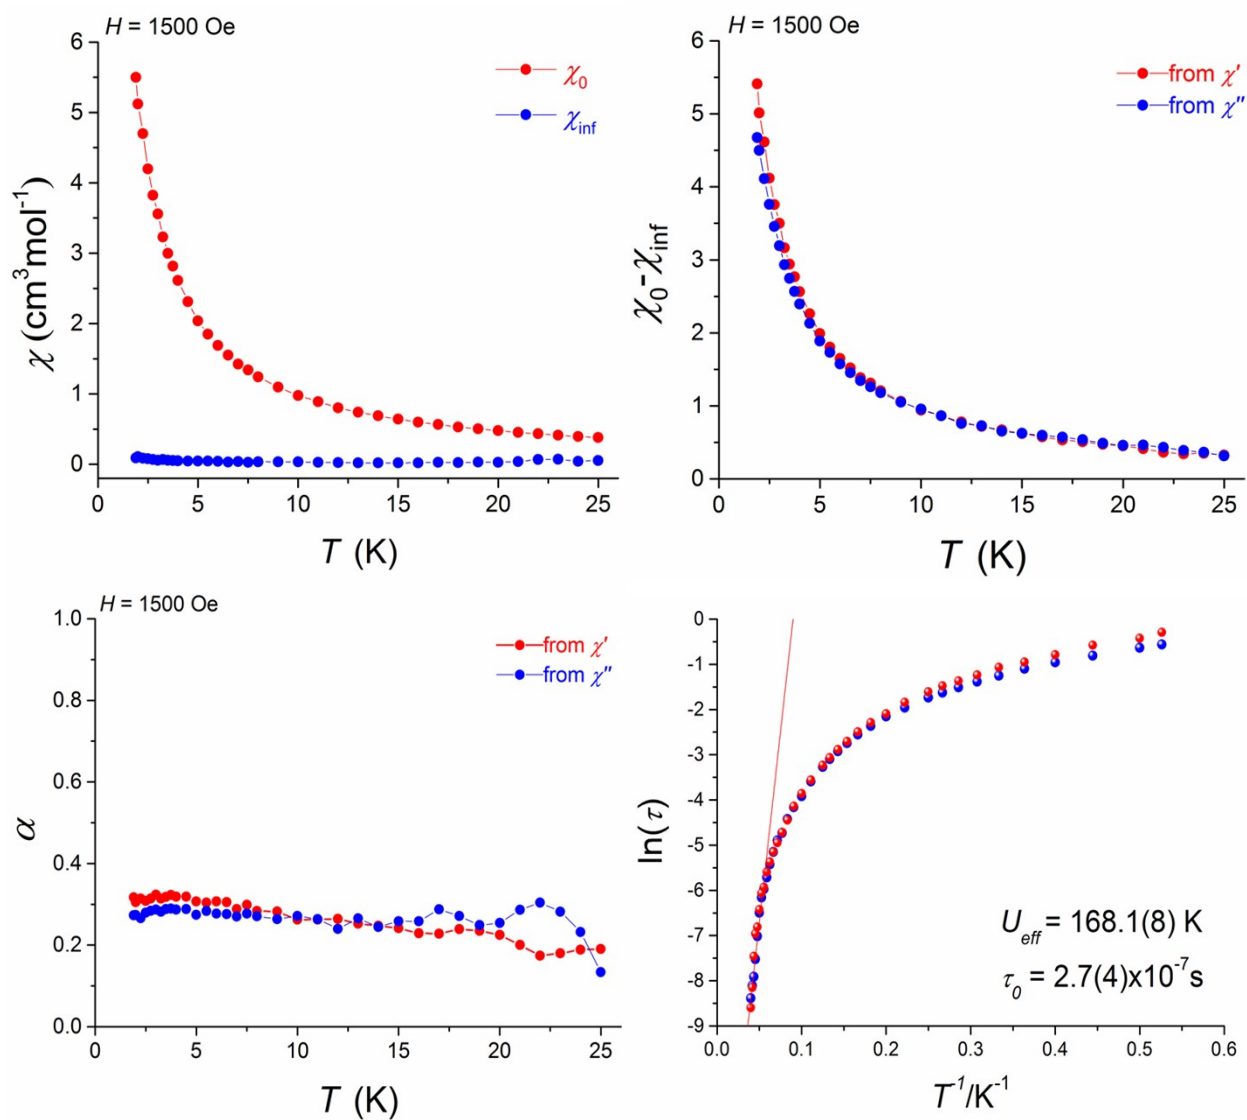 H = 1500 Oe
6
5
4
3
2
1
0
χ (cm³mol⁻¹)
χ₀
χinf
0 5 10 15 20 25
T (K)
H = 1500 Oe
6
5
4
3
2
1
0
χ₀-χinf
from χ'
from χ''
0 5 10 15 20 25
T (K)
H = 1500 Oe
1.0
0.8
0.6
0.4
0.2
0.0
α
from χ'
from χ''
0 5 10 15 20 25
T (K)
0
-1
-2
-3
-4
-5
-6
-7
-8
-9
ln(τ)
Ueff = 168.1(8) K
τ₀ = 2.7(4)x10⁻⁷s
0.0 0.1 0.2 0.3 0.4 0.5 0.6
T⁻¹/K⁻¹